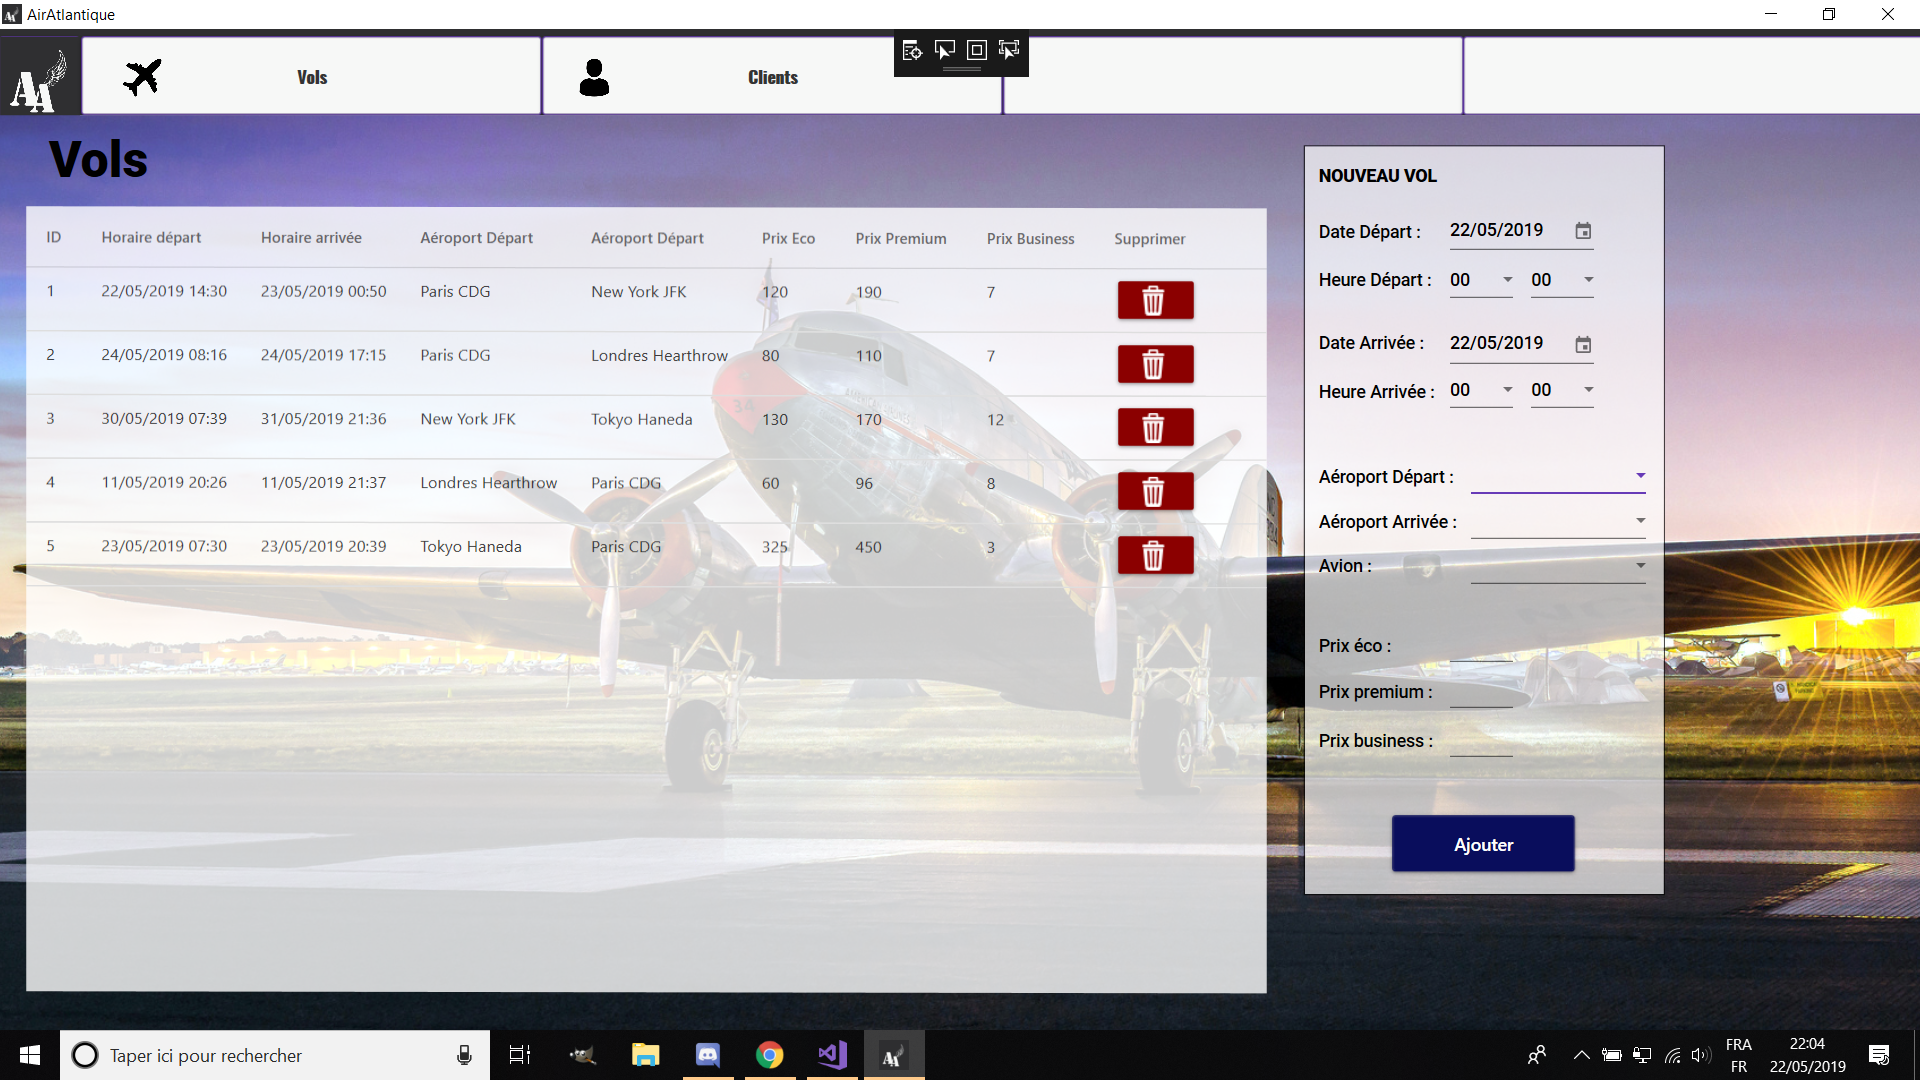 AirAtlantique
AA
Vols
Clients
Vols
ID Horaire départ Horaire arrivée Aéroport Départ Aéroport Départ Prix Eco Prix Premium Prix Business Supprimer
1 22/05/2019 14:30 23/05/2019 00:50 Paris CDG New York JFK 120 190 7
2 24/05/2019 08:16 24/05/2019 17:15 Paris CDG Londres Hearthrow 80 110 7
3 30/05/2019 07:39 31/05/2019 21:36 New York JFK Tokyo Haneda 130 170 12
4 11/05/2019 20:26 11/05/2019 21:37 Londres Hearthrow Paris CDG 60 96 8
5 23/05/2019 07:30 23/05/2019 20:39 Tokyo Haneda Paris CDG 325 450 3
34
NOUVEAU VOL
Date Départ : 22/05/2019
Heure Départ : 00 00
Date Arrivée : 22/05/2019
Heure Arrivée : 00 00
Aéroport Départ :
Aéroport Arrivée :
Avion :
Prix éco :
Prix premium :
Prix business :
Ajouter
Taper ici pour rechercher
FRA
FR
22:04
22/05/2019